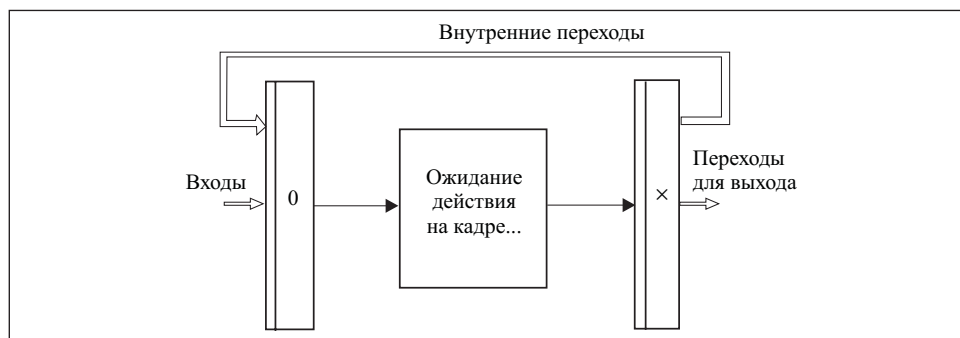 Внутренние переходы
Входы
0
Ожидание
действия
на кадре...
×
Переходы
для выхода